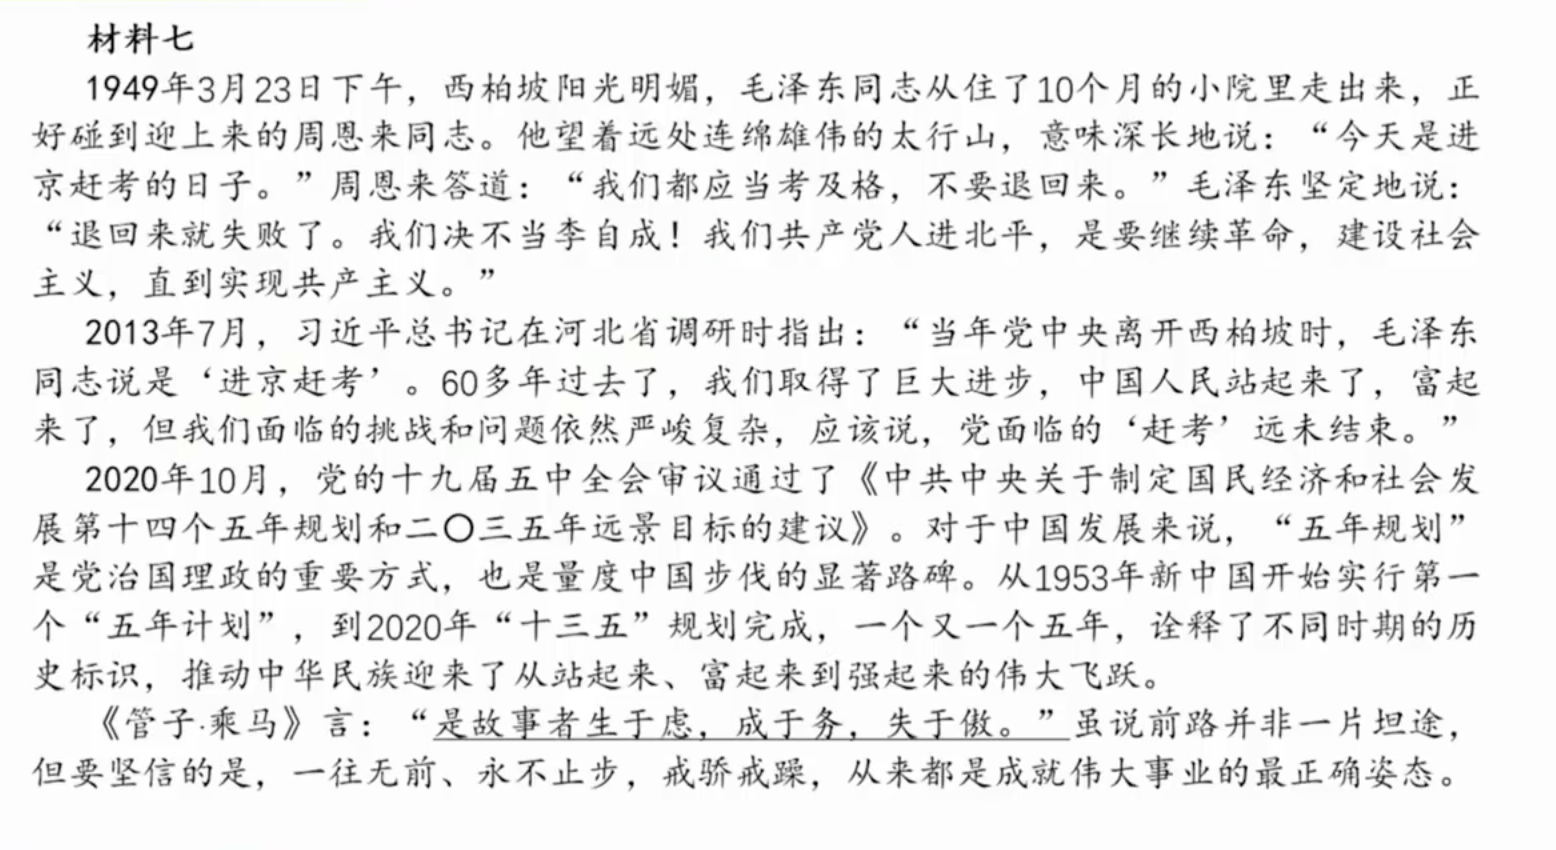 材料七
1949年3月23日下午，西柏坡阳光明媚，毛泽东同志从住了10个月的小院里走出来，正
好碰到迎上来的周恩来同志。他望着远处连绵雄伟的太行山，意味深长地说：“今天是进
京赶考的日子。”周恩来答道：“我们都应当考及格，不要退回来。”毛泽东坚定地说：
“退回来就失败了。我们决不当李自成！我们共产党人进北平，是要继续革命，建设社会
主义，直到实现共产主义。”
2013年7月，习近平总书记在河北省调研时指出：“当年党中央离开西柏坡时，毛泽东
同志说是‘进京赶考’。60多年过去了，我们取得了巨大进步，中国人民站起来了，富起
来了，但我们面临的挑战和问题依然严峻复杂，应该说，党面临的‘赶考’远未结束。”
2020年10月，党的十九届五中全会审议通过了《中共中央关于制定国民经济和社会发
展第十四个五年规划和二〇三五年远景目标的建议》。对于中国发展来说，“五年规划”
是党治国理政的重要方式，也是量度中国步伐的显著路碑。从1953年新中国开始实行第一
个“五年计划”，到2020年“十三五”规划完成，一个又一个五年，诠释了不同时期的历
史标识，推动中华民族迎来了从站起来、富起来到强起来的伟大飞跃。
《管子·乘马》言：“是故事者生于虑，成于务，失于傲。”虽说前路并非一片坦途，
但要坚信的是，一往无前、永不止步，戒骄戒躁，从来都是成就伟大事业的最正确姿态。